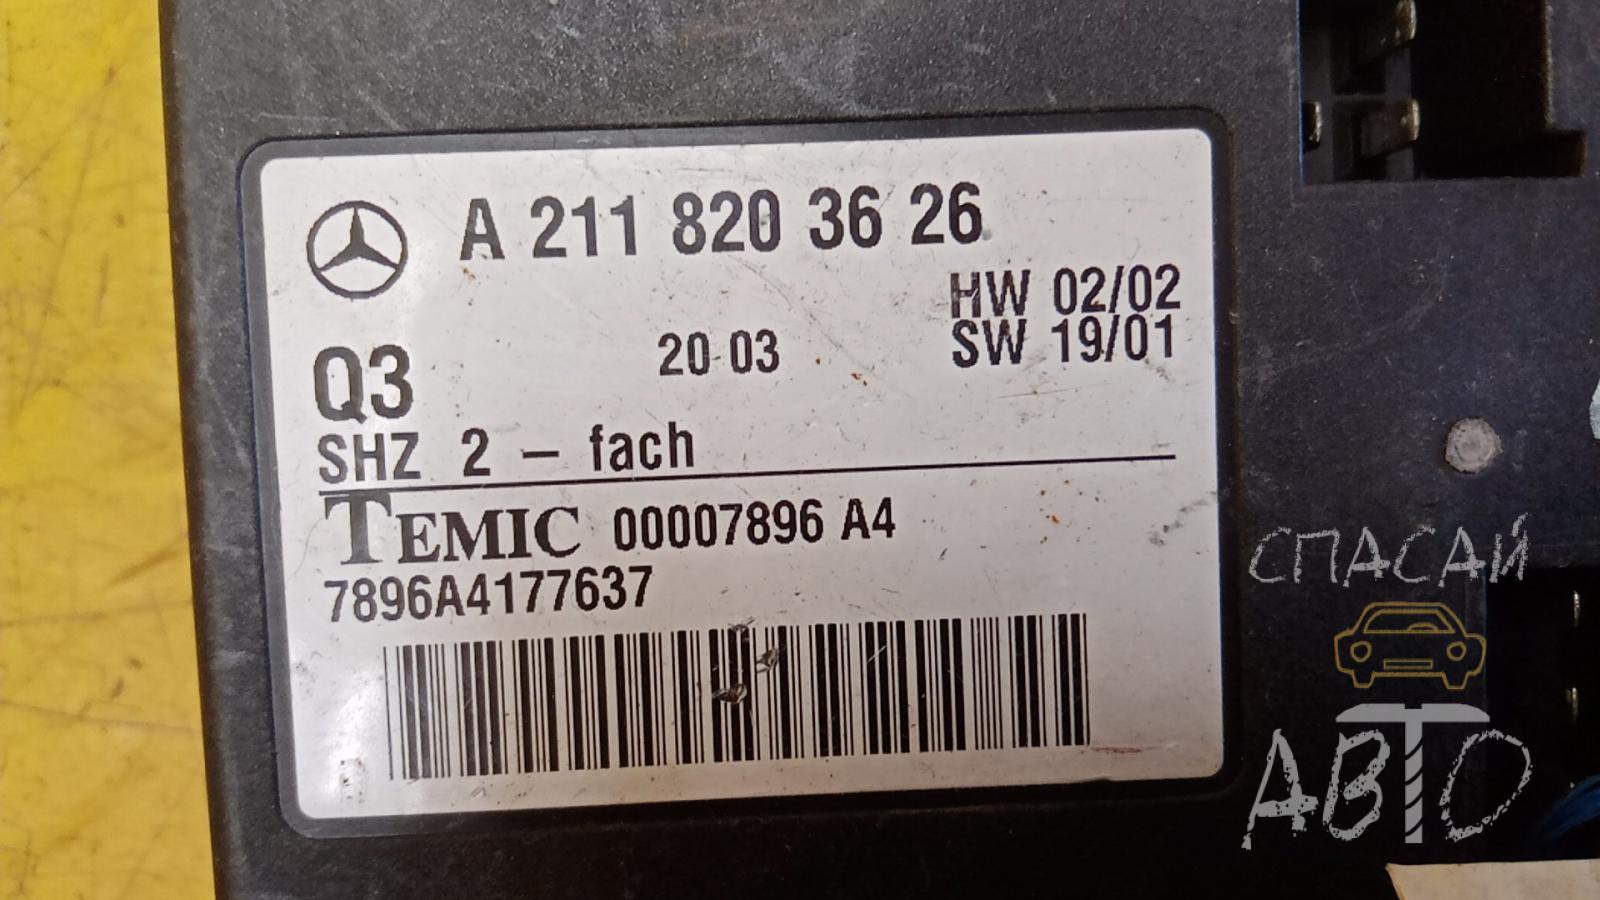 A 211 820 36 26
HW 02/02
20 03
SW 19/01
Q3
SHZ 2 - fach
TEMIC 00007896 A4
7896A4177637
СПАСАЙ
АВТО